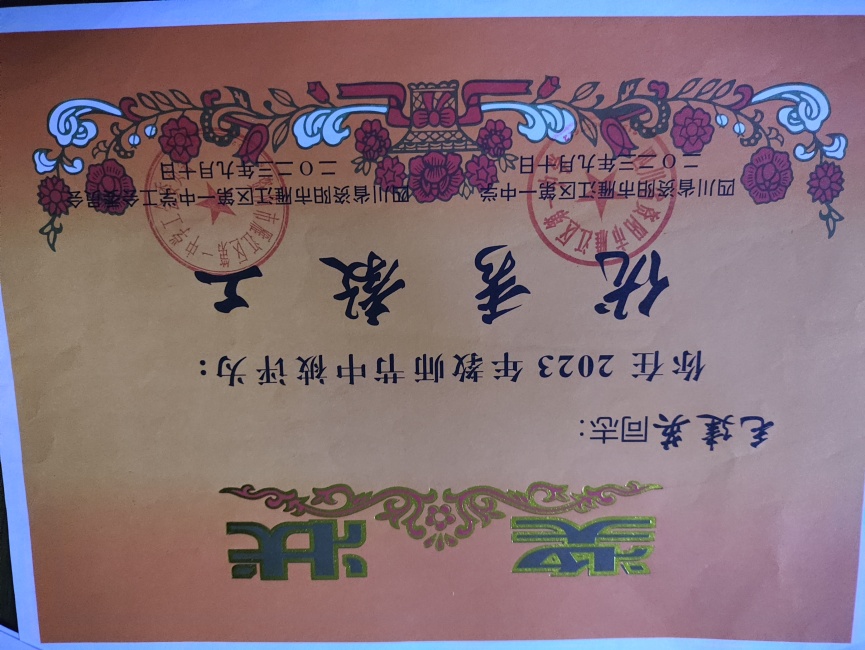 奖状
毛建英同志:
你在2023年教师节中被评为:
优秀教工
四川省资阳市雁江区第一中学 四川省资阳市雁江区第一中学工会委员会
二O二三年九月十日 二O二三年九月十日